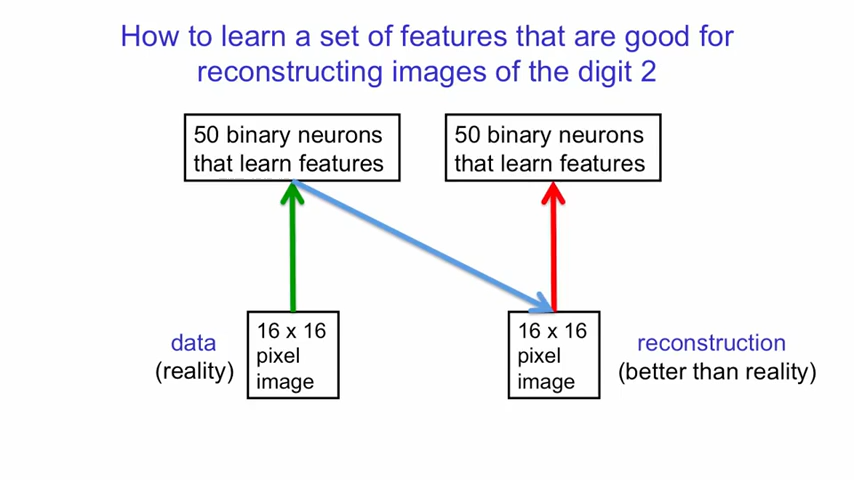 How to learn a set of features that are good for
reconstructing images of the digit 2
50 binary neurons
that learn features
50 binary neurons
that learn features
data
(reality)
16 x 16
pixel
image
16 x 16
pixel
image
reconstruction
(better than reality)